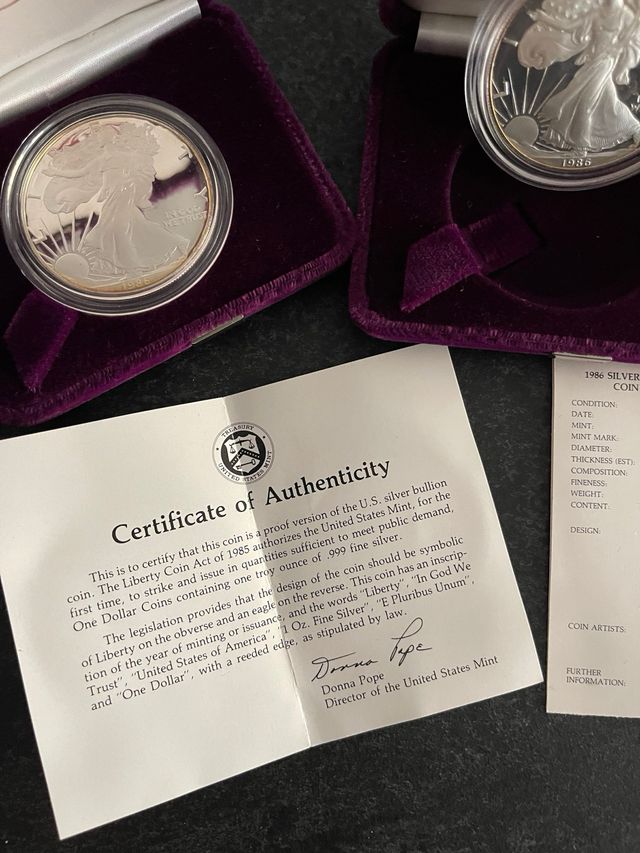 IN GOD
WE TRUST
1986
1986
TREASURY
UNITED STATES MINT
Certificate of Authenticity
This is to certify that this coin is a proof version of the U.S. silver bullion
coin. The Liberty Coin Act of 1985 authorizes the United States Mint, for the
first time, to strike and issue in quantities sufficient to meet public demand,
One Dollar Coins containing one troy ounce of .999 fine silver.
The legislation provides that the design of the coin should be symbolic
of Liberty on the obverse and an eagle on the reverse. This coin has an inscrip-
tion of the year of minting or issuance, and the words "Liberty", "In God We
Trust", "United States of America", "1 Oz. Fine Silver", "E Pluribus Unum",
and "One Dollar", with a reeded edge, as stipulated by law.
Donna Pope
Donna Pope
Director of the United States Mint
1986 SILVER
COIN
CONDITION:
DATE:
MINT:
MINT MARK:
DIAMETER:
THICKNESS (EST):
COMPOSITION:
FINENESS:
WEIGHT:
CONTENT:
DESIGN:
COIN ARTISTS:
FURTHER
INFORMATION: